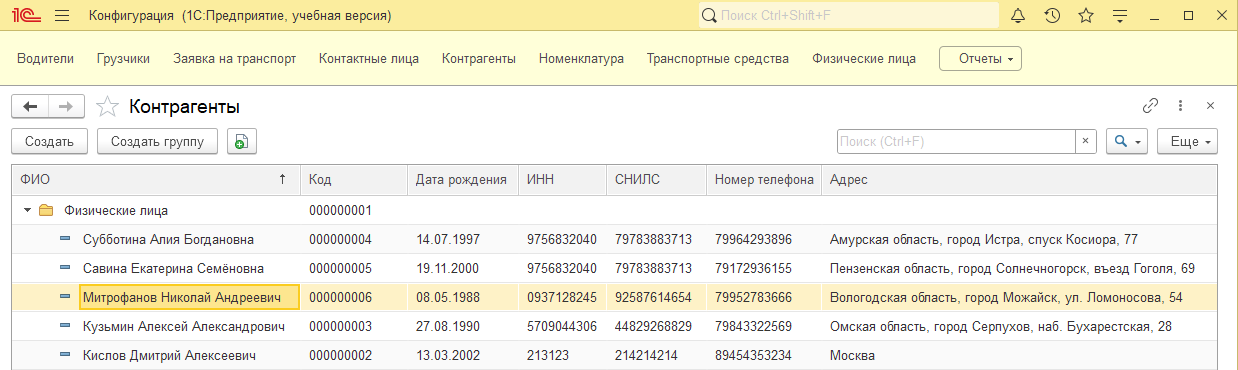 1С Конфигурация (1С:Предприятие, учебная версия) Поиск Ctrl+Shift+F
Водители Грузчики Заявка на транспорт Контактные лица Контрагенты Номенклатура Транспортные средства Физические лица Отчеты
Контрагенты
Создать Создать группу Поиск (Ctrl+F) × Еще
ФИО Код Дата рождения ИНН СНИЛС Номер телефона Адрес
Физические лица 000000001
Субботина Алия Богдановна 000000004 14.07.1997 9756832040 79783883713 79964293896 Амурская область, город Истра, спуск Косиора, 77
Савина Екатерина Семёновна 000000005 19.11.2000 9756832040 79783883713 79172936155 Пензенская область, город Солнечногорск, въезд Гоголя, 69
Митрофанов Николай Андреевич 000000006 08.05.1988 0937128245 92587614654 79952783666 Вологодская область, город Можайск, ул. Ломоносова, 54
Кузьмин Алексей Александрович 000000003 27.08.1990 5709044306 44829268829 79843322569 Омская область, город Серпухов, наб. Бухарестская, 28
Кислов Дмитрий Алексеевич 000000002 13.03.2002 213123 214214214 89454353234 Москва